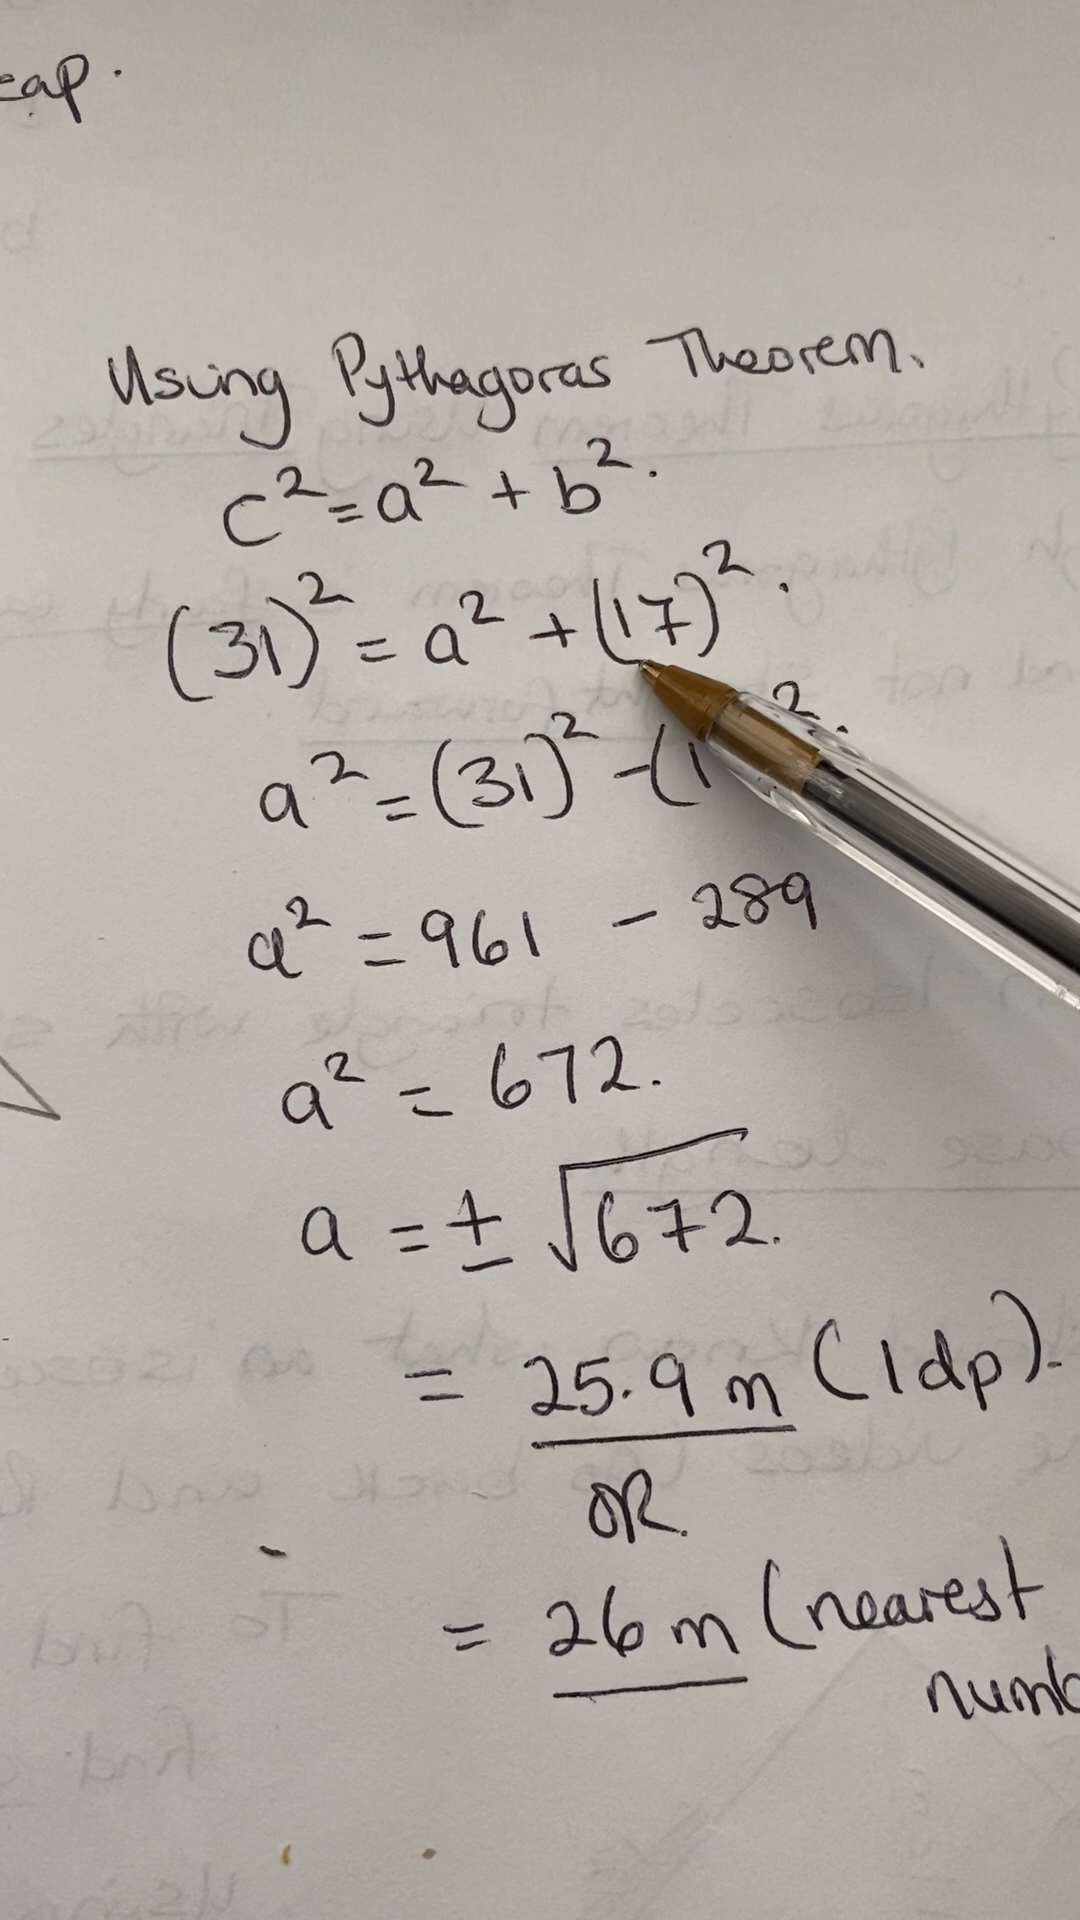 eap.
Using Pythagoras Theorem.
c² = a² + b².
(31)² = a² + (17)².
a² = (31)² - (1 ².
a² = 961 - 289
a² = 672.
a = ± √672.
= 25.9 m (1dp).
OR.
= 26 m (nearest
numb